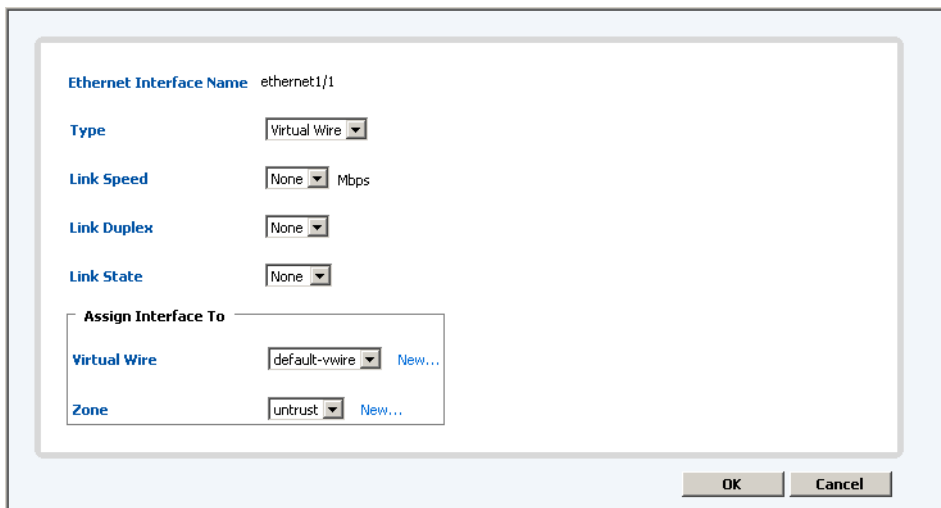 Ethernet Interface Name ethernet1/1
Type Virtual Wire
Link Speed None Mbps
Link Duplex None
Link State None
Assign Interface To
Virtual Wire default-vwire New...
Zone untrust New...
OK Cancel